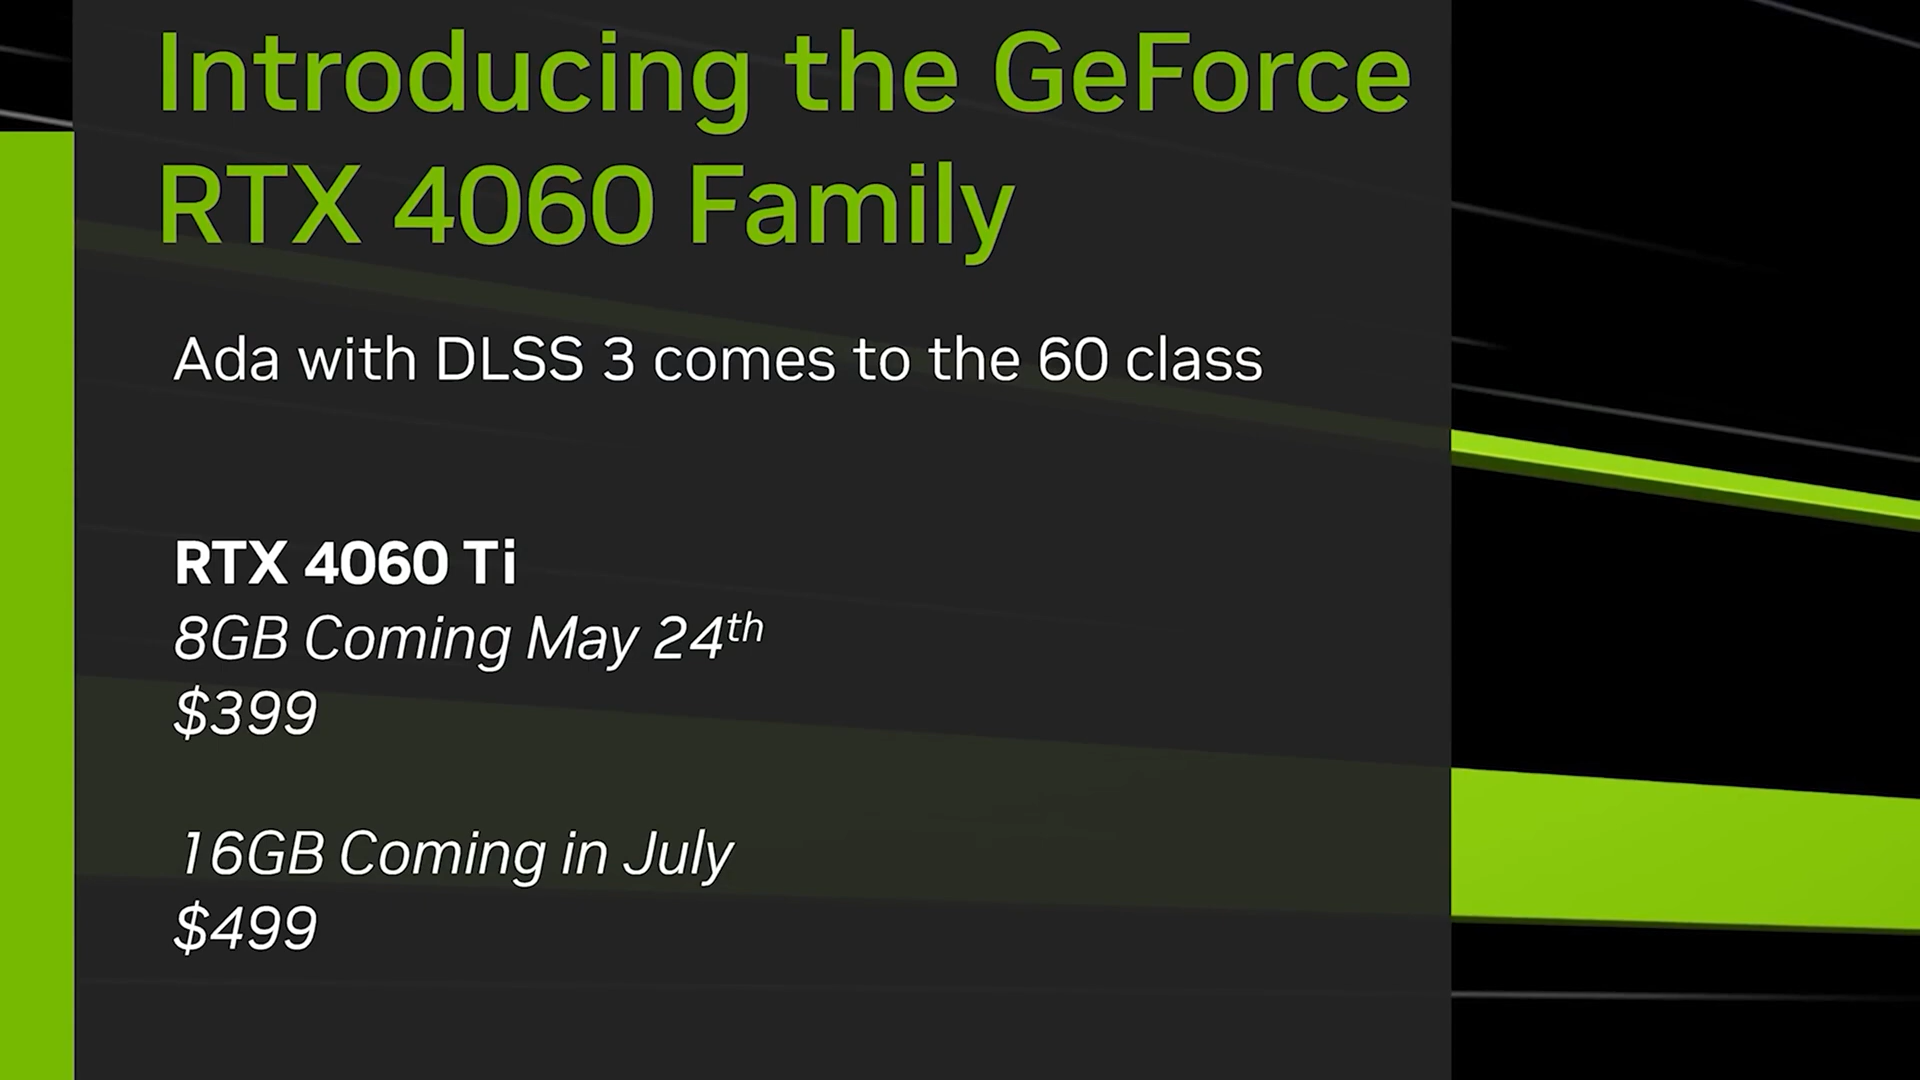 Introducing the GeForce
RTX 4060 Family
Ada with DLSS 3 comes to the 60 class
RTX 4060 Ti
8GB Coming May 24th
$399
16GB Coming in July
$499